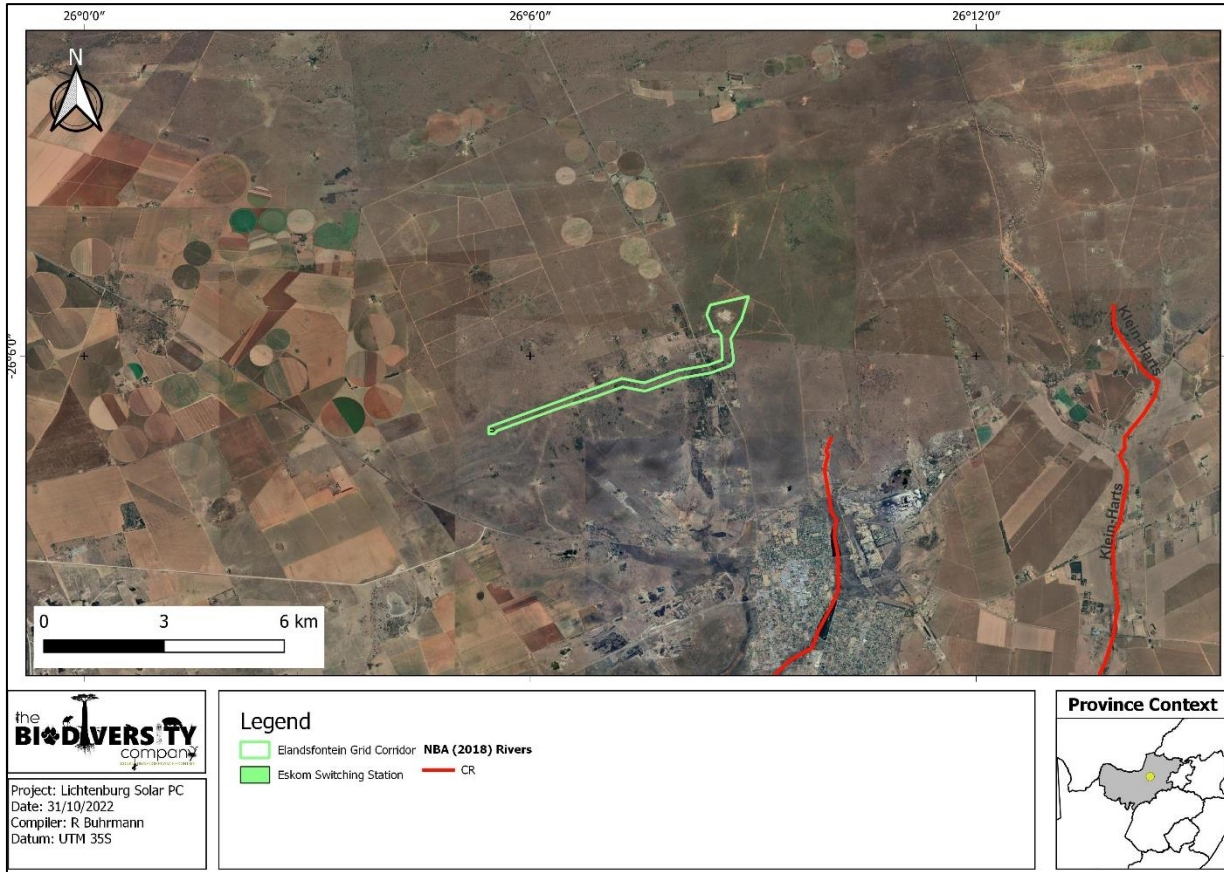 26°0′0″ 26°6′0″ 26°12′0″
N
-26°6′0″
Klein-Harts
Klein-Harts
0 3 6 km
the
BIODIVERSITY
company
Project: Lichtenburg Solar PC
Date: 31/10/2022
Compiler: R Buhrmann
Datum: UTM 35S
Legend
Elandsfontein Grid Corridor
Eskom Switching Station
NBA (2018) Rivers
CR
Province Context